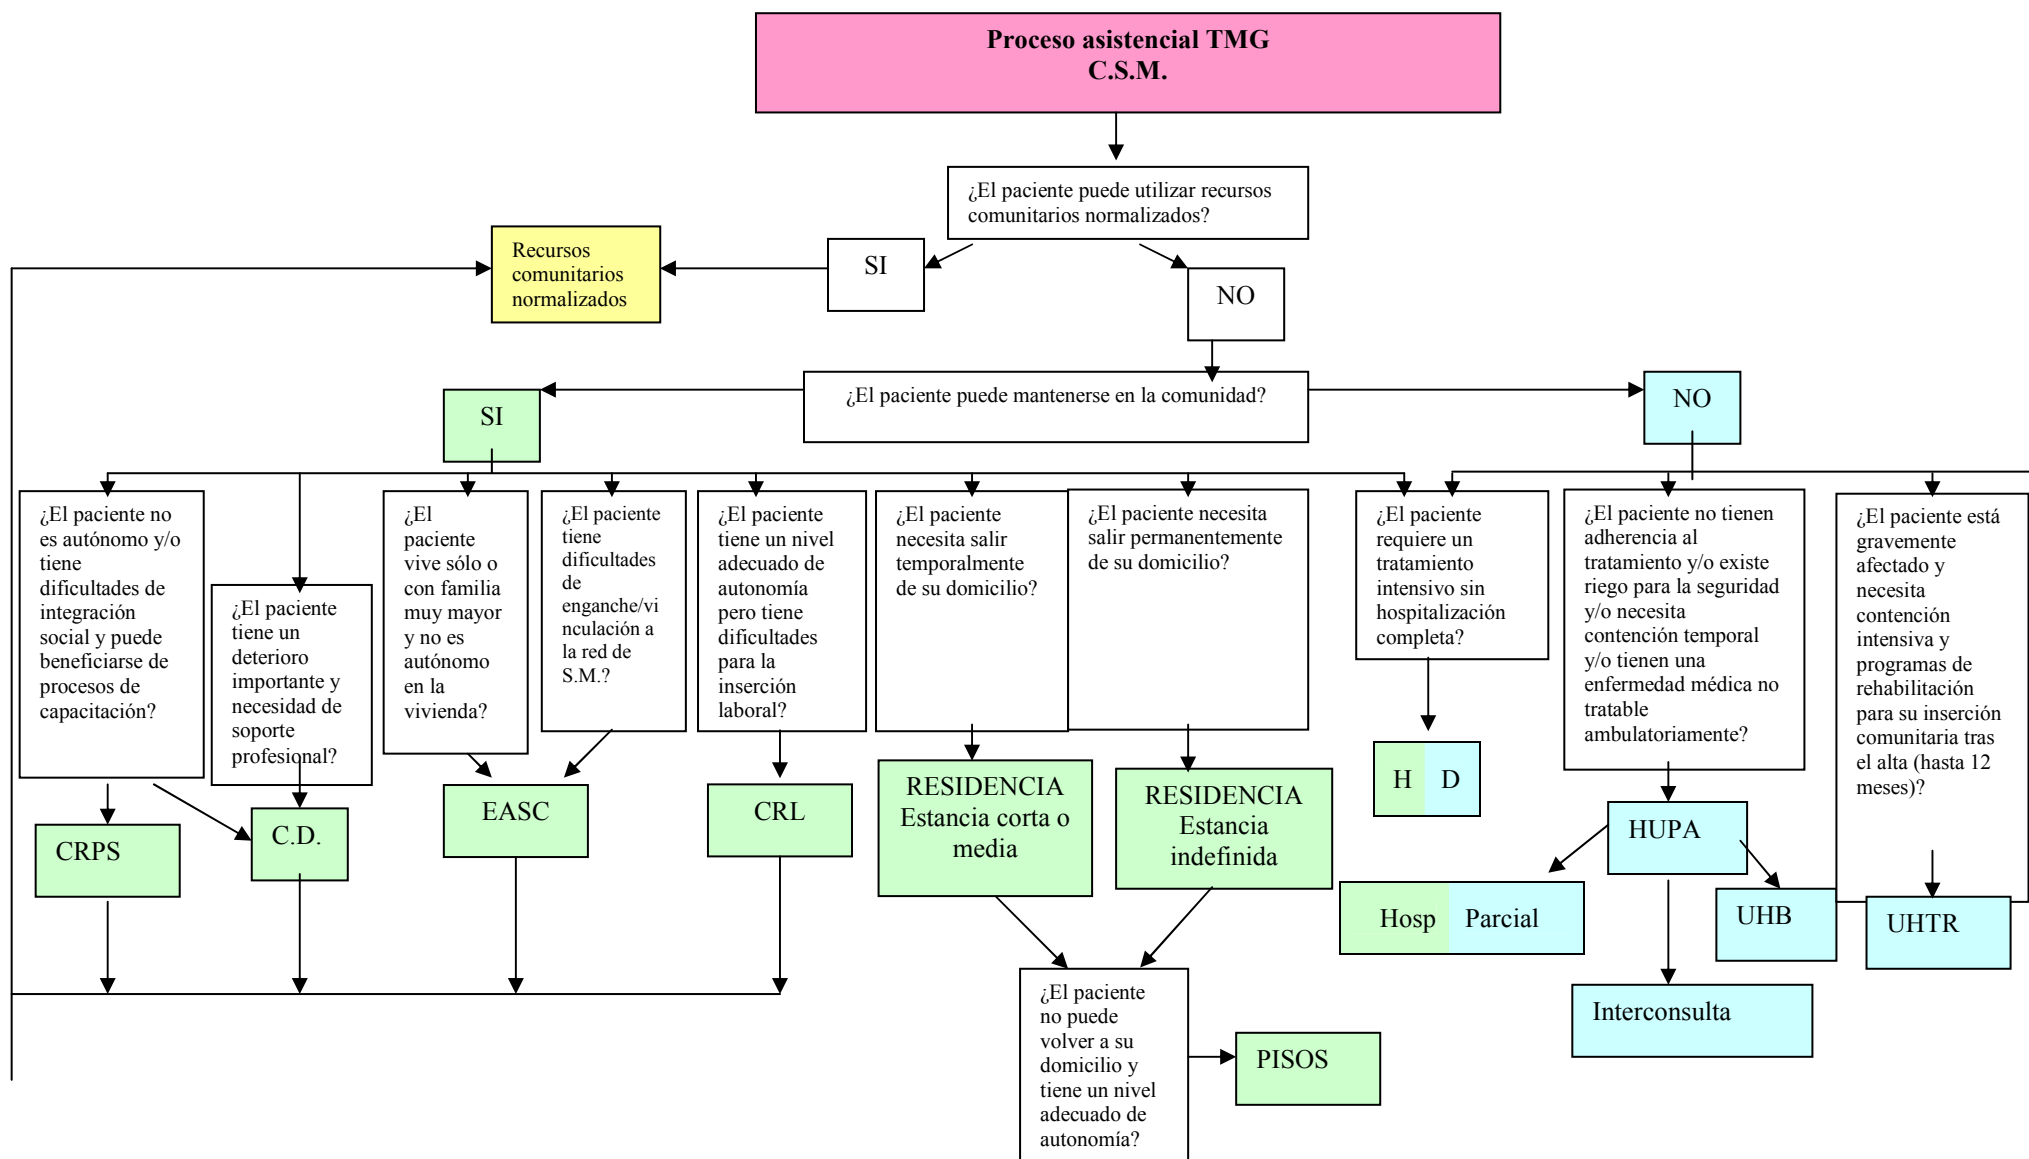 Proceso asistencial TMG
C.S.M.
¿El paciente puede utilizar recursos
comunitarios normalizados?
Recursos
comunitarios
normalizados
SI
NO
¿El paciente puede mantenerse en la comunidad?
SI
NO
¿El paciente no
es autónomo y/o
tiene
dificultades de
integración
social y puede
beneficiarse de
procesos de
capacitación?
¿El paciente
tiene un
deterioro
importante y
necesidad de
soporte
profesional?
¿El
paciente
vive sólo o
con familia
muy mayor
y no es
autónomo
en la
vivienda?
¿El paciente
tiene
dificultades
de
enganche/vi
nculación a
la red de
S.M.?
¿El paciente
tiene un nivel
adecuado de
autonomía
pero tiene
dificultades
para la
inserción
laboral?
¿El paciente
necesita salir
temporalmente
de su domicilio?
¿El paciente necesita
salir permanentemente
de su domicilio?
¿El paciente
requiere un
tratamiento
intensivo sin
hospitalización
completa?
¿El paciente no tienen
adherencia al
tratamiento y/o existe
riego para la seguridad
y/o necesita
contención temporal
y/o tienen una
enfermedad médica no
tratable
ambulatoriamente?
¿El paciente está
gravemente
afectado y
necesita
contención
intensiva y
programas de
rehabilitación
para su inserción
comunitaria tras
el alta (hasta 12
meses)?
CRPS
C.D.
EASC
CRL
RESIDENCIA
Estancia corta o
media
RESIDENCIA
Estancia
indefinida
H D
HUPA
Hosp Parcial
UHB
UHTR
Interconsulta
¿El paciente
no puede
volver a su
domicilio y
tiene un nivel
adecuado de
autonomía?
PISOS